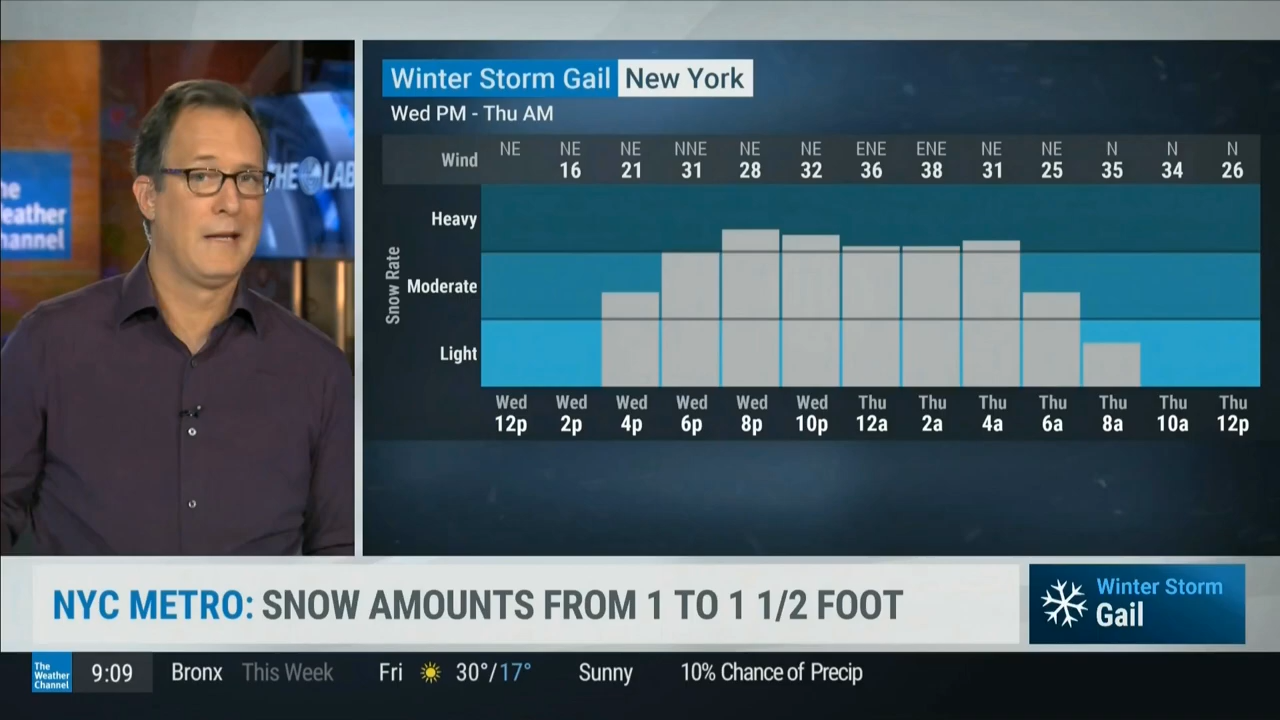 he
eather
hannel
THE LAB
Winter Storm Gail New York
Wed PM - Thu AM
Wind
NE NE NE NNE NE NE ENE ENE NE NE N N N
16 21 31 28 32 36 38 31 25 35 34 26
Snow Rate
Heavy
Moderate
Light
Wed Wed Wed Wed Wed Wed Thu Thu Thu Thu Thu Thu Thu
12p 2p 4p 6p 8p 10p 12a 2a 4a 6a 8a 10a 12p
NYC METRO: SNOW AMOUNTS FROM 1 TO 1 1/2 FOOT
Winter Storm
Gail
The
Weather
Channel
9:09 Bronx This Week Fri 30°/17° Sunny 10% Chance of Precip